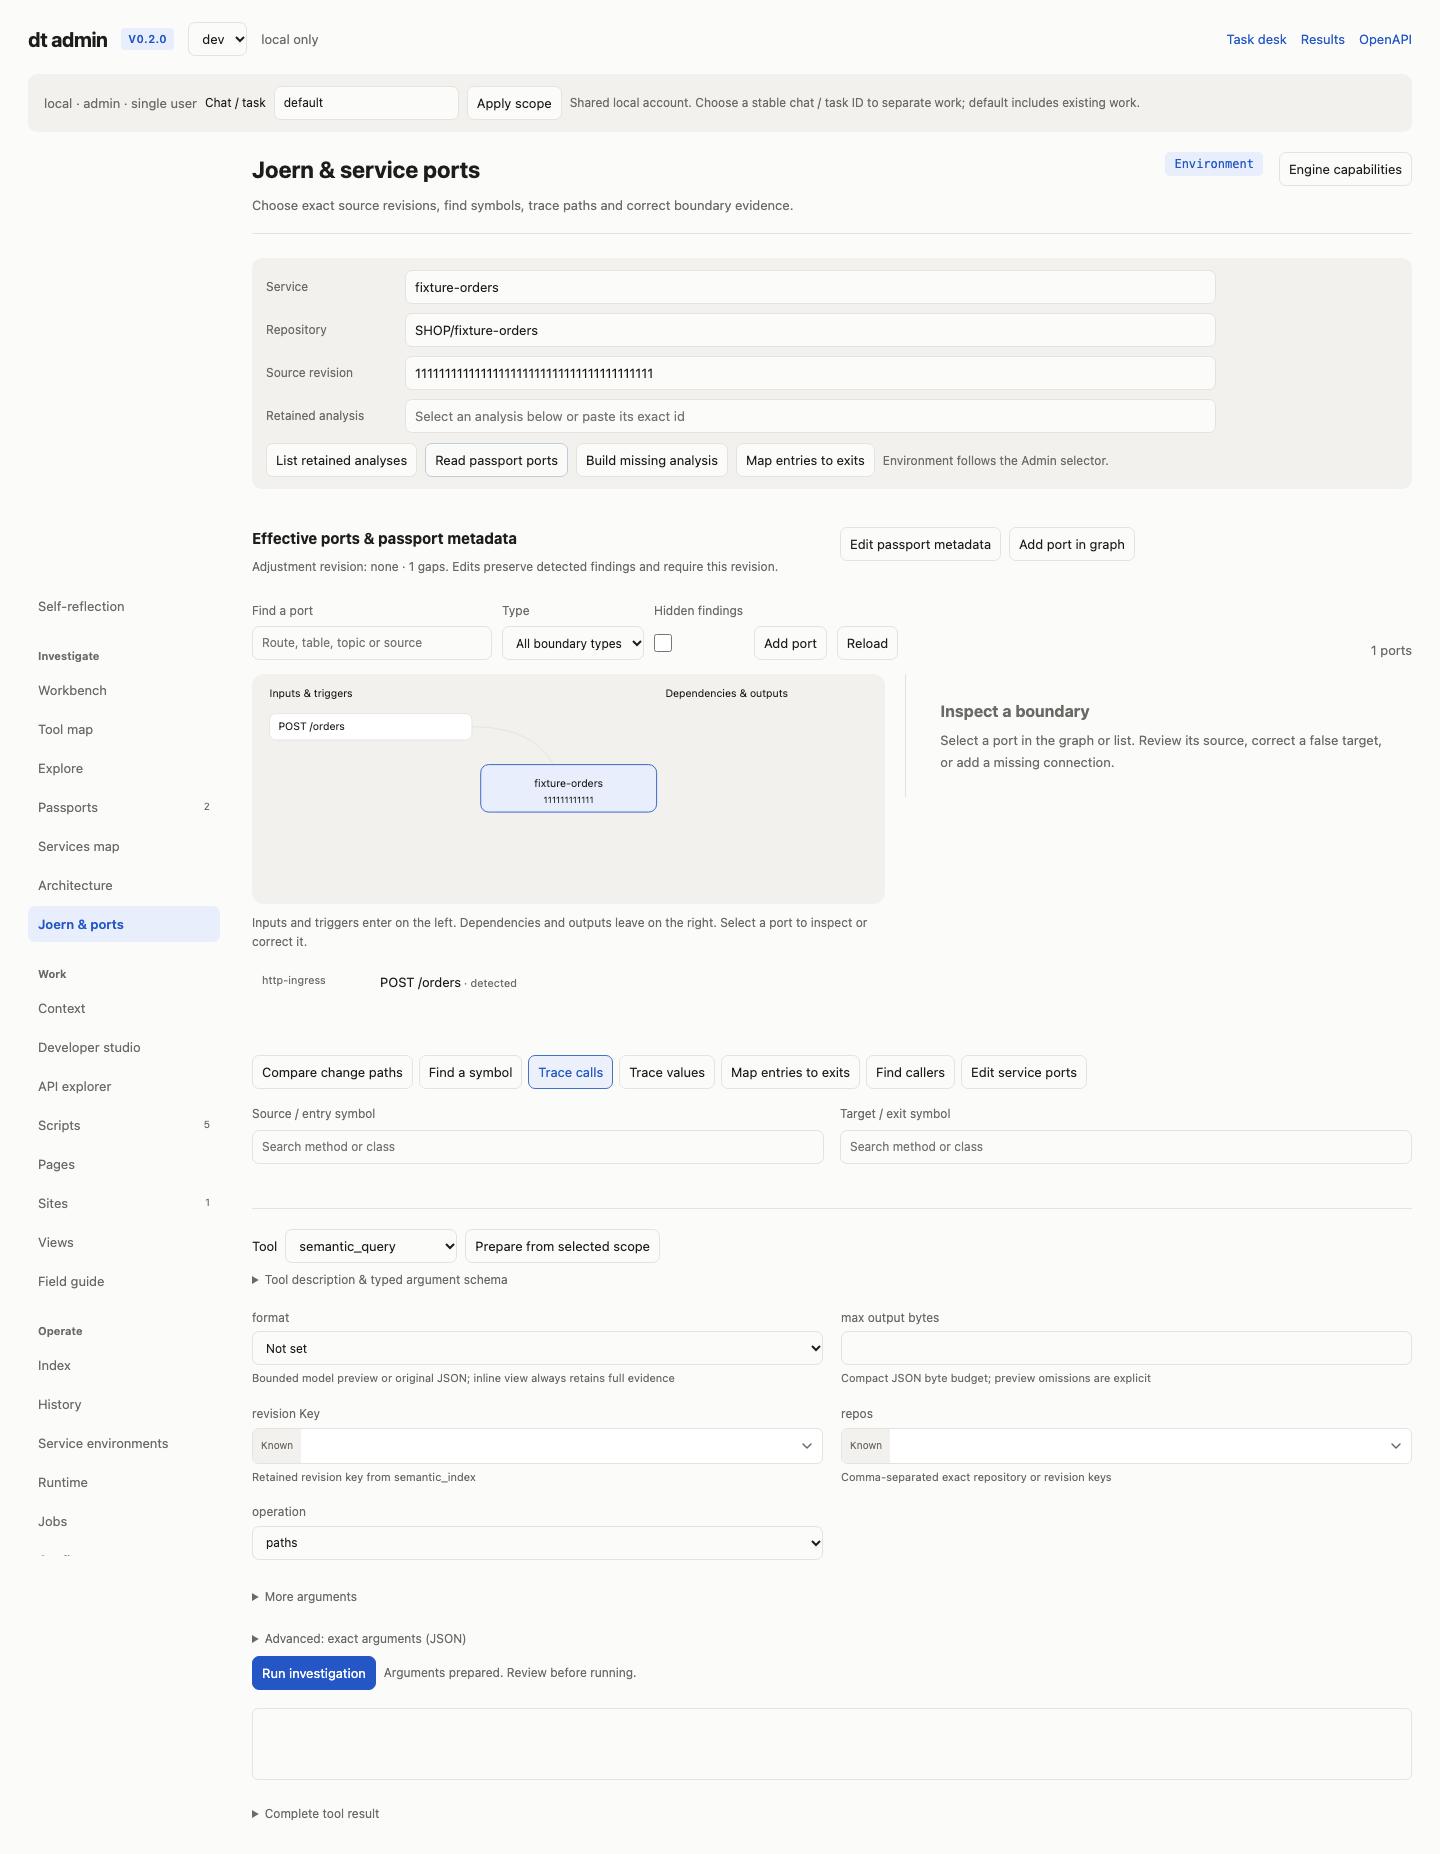 dt admin
V0.2.0
dev
local only
Task desk
Results
OpenAPI
local · admin · single user
Chat / task
default
Apply scope
Shared local account. Choose a stable chat / task ID to separate work; default includes existing work.
Joern & service ports
Environment
Engine capabilities
Choose exact source revisions, find symbols, trace paths and correct boundary evidence.
Service
fixture-orders
Repository
SHOP/fixture-orders
Source revision
1111111111111111111111111111111111111111
Retained analysis
Select an analysis below or paste its exact id
List retained analyses
Read passport ports
Build missing analysis
Map entries to exits
Environment follows the Admin selector.
Effective ports & passport metadata
Edit passport metadata
Add port in graph
Adjustment revision: none · 1 gaps. Edits preserve detected findings and require this revision.
Find a port
Type
Hidden findings
Route, table, topic or source
All boundary types
Add port
Reload
1 ports
Inputs & triggers
Dependencies & outputs
POST /orders
fixture-orders
111111111111
Inspect a boundary
Select a port in the graph or list. Review its source, correct a false target,
or add a missing connection.
Inputs and triggers enter on the left. Dependencies and outputs leave on the right. Select a port to inspect or
correct it.
http-ingress
POST /orders · detected
Self-reflection
Investigate
Workbench
Tool map
Explore
Passports
2
Services map
Architecture
Joern & ports
Work
Context
Developer studio
API explorer
Scripts
5
Pages
Sites
1
Views
Field guide
Operate
Index
History
Service environments
Runtime
Jobs
Compare change paths
Find a symbol
Trace calls
Trace values
Map entries to exits
Find callers
Edit service ports
Source / entry symbol
Target / exit symbol
Search method or class
Search method or class
Tool
semantic_query
Prepare from selected scope
Tool description & typed argument schema
format
max output bytes
Not set
Bounded model preview or original JSON; inline view always retains full evidence
Compact JSON byte budget; preview omissions are explicit
revision Key
repos
Known
Known
Retained revision key from semantic_index
Comma-separated exact repository or revision keys
operation
paths
More arguments
Advanced: exact arguments (JSON)
Run investigation
Arguments prepared. Review before running.
Complete tool result